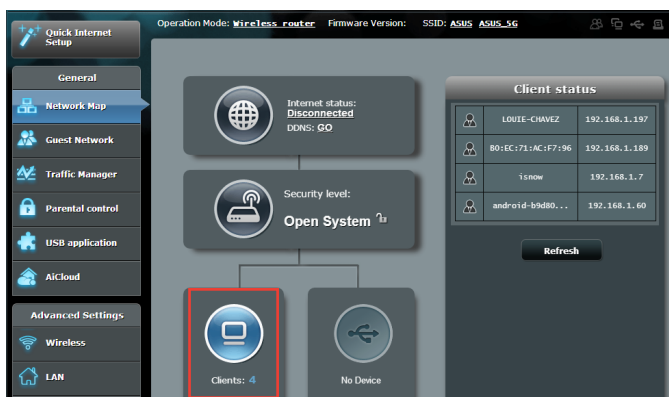 Operation Mode: Wireless router Firmware Version: SSID: ASUS ASUS_5G
Quick Internet
Setup
General
Network Map
Guest Network
Traffic Manager
Parental control
USB application
AiCloud
Advanced Settings
Wireless
LAN
Internet status:
Disconnected
DDNS: GO
Security level:
Open System
Clients: 4
No Device
Client status
LOUIE-CHAVEZ 192.168.1.197
80:EC:71:AC:F7:96 192.168.1.189
isnow 192.168.1.7
android-b9d80... 192.168.1.60
Refresh